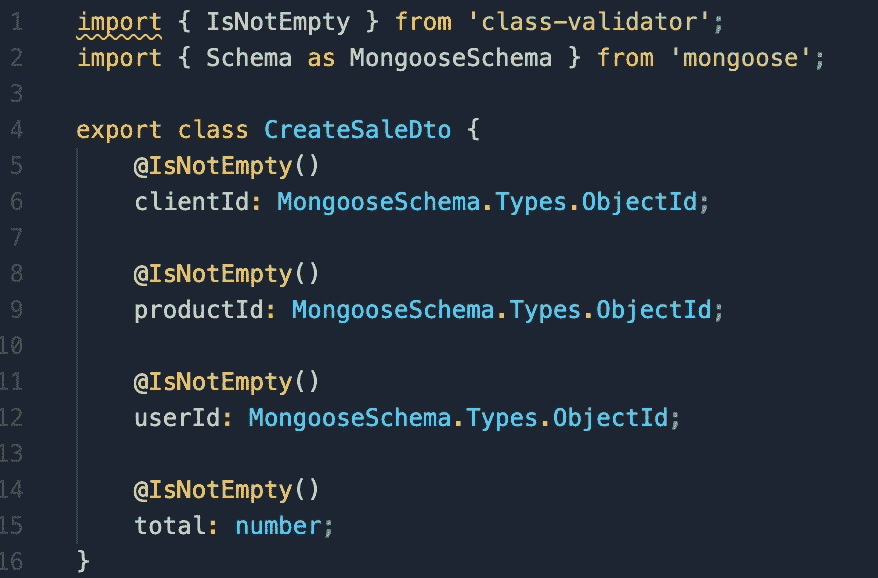 1 import { IsNotEmpty } from 'class-validator';
2 import { Schema as MongooseSchema } from 'mongoose';
3
4 export class CreateSaleDto {
5 @IsNotEmpty()
6 clientId: MongooseSchema.Types.ObjectId;
7
8 @IsNotEmpty()
9 productId: MongooseSchema.Types.ObjectId;
10
11 @IsNotEmpty()
12 userId: MongooseSchema.Types.ObjectId;
13
14 @IsNotEmpty()
15 total: number;
16 }